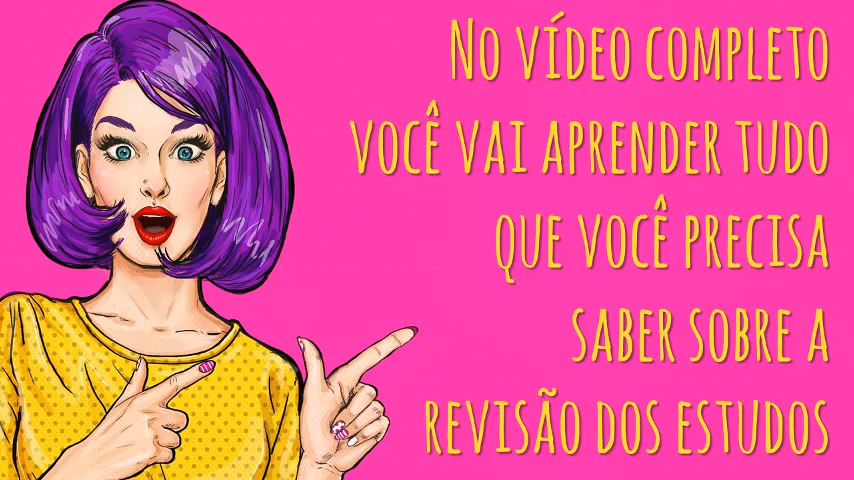 No vídeo completo
você vai aprender tudo
que você precisa
saber sobre a
revisão dos estudos